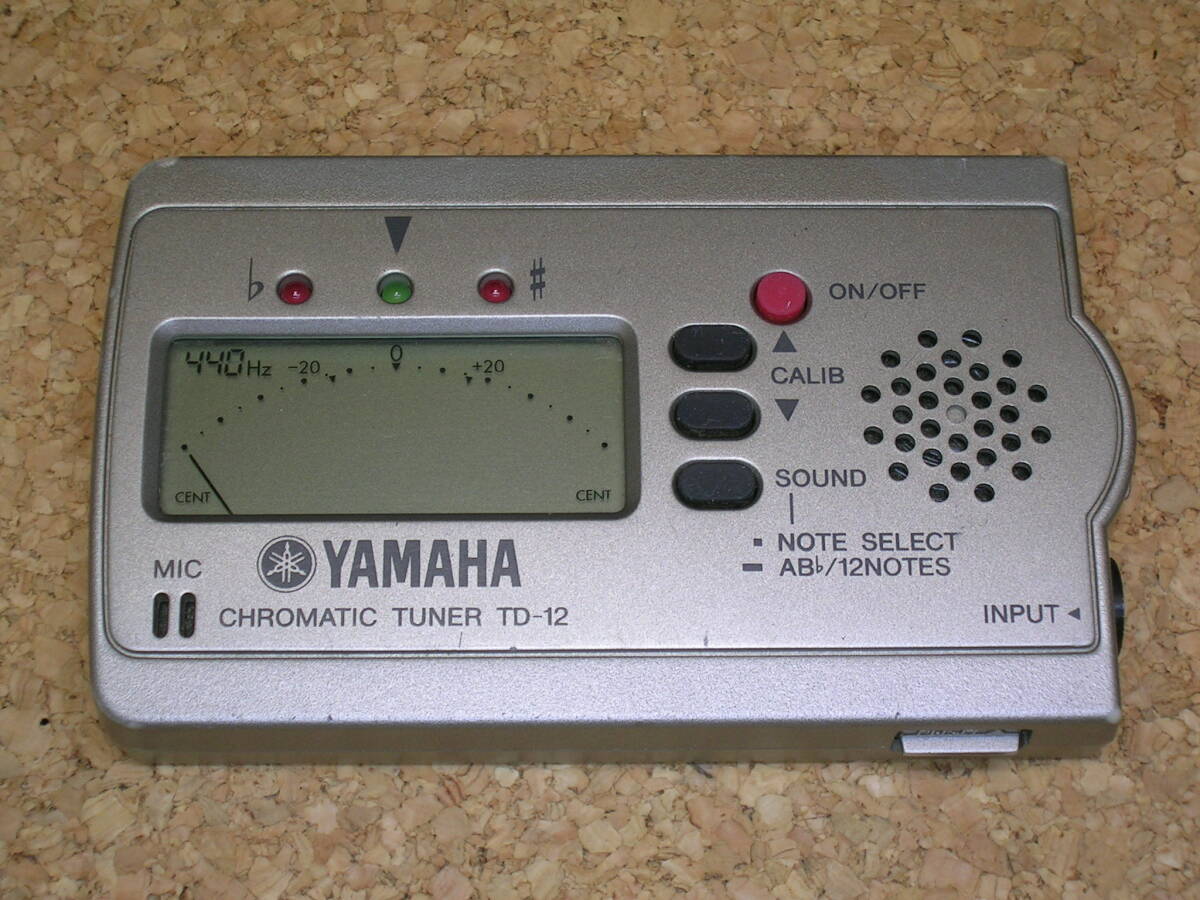 ♭ ♯
ON/OFF
440Hz -20 0 +20
CALIB
CENT CENT
SOUND
NOTE SELECT
AB♭/12NOTES
MIC
YAMAHA
CHROMATIC TUNER TD-12
INPUT